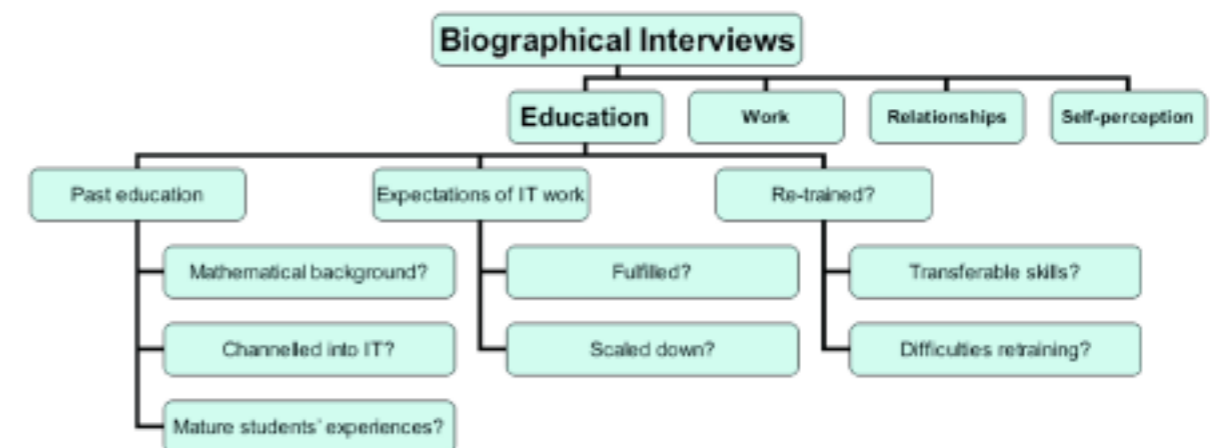 Biographical Interviews
Education
Work
Relationships
Self-perception
Past education
Expectations of IT work
Re-trained?
Mathematical background?
Fulfilled?
Transferable skills?
Channelled into IT?
Scaled down?
Difficulties retraining?
Mature students' experiences?